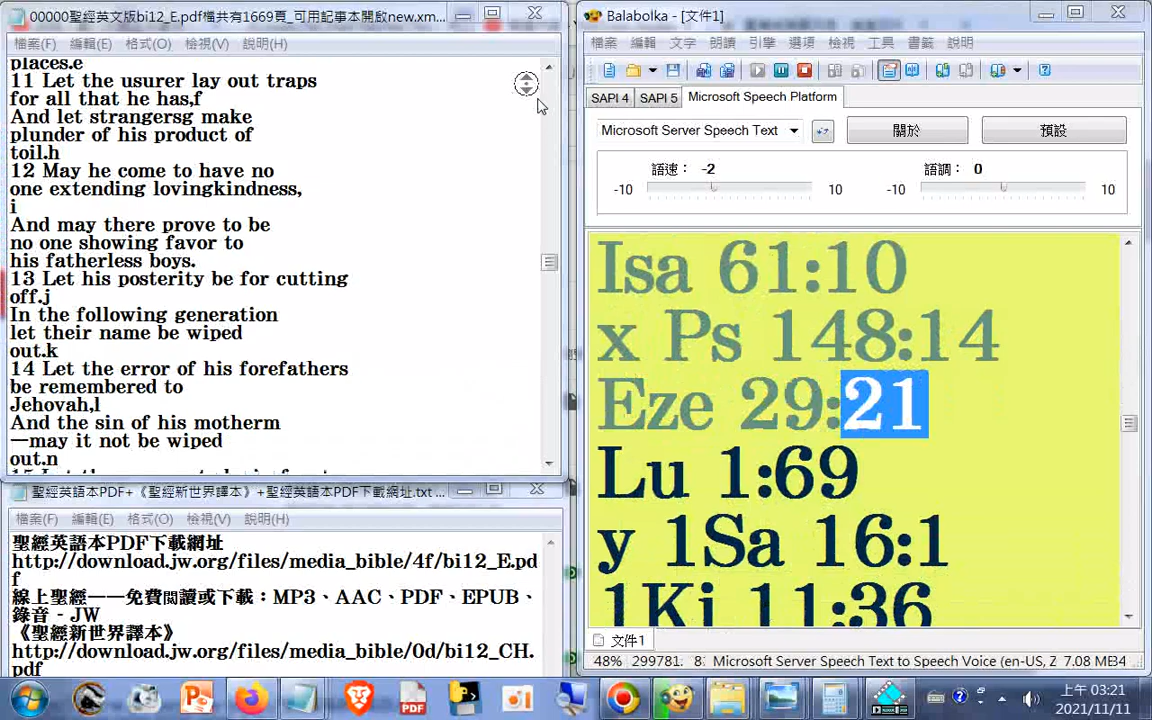 00000聖經英文版bi12_E.pdf檔共有1669頁_可用記事本開啟new.xm...
檔案(F) 編輯(E) 格式(O) 檢視(V) 說明(H)
places.e
11 Let the usurer lay out traps
for all that he has,f
And let strangersg make
plunder of his product of
toil.h
12 May he come to have no
one extending lovingkindness,
i
And may there prove to be
no one showing favor to
his fatherless boys.
13 Let his posterity be for cutting
off.j
In the following generation
let their name be wiped
out.k
14 Let the error of his forefathers
be remembered to
Jehovah,l
And the sin of his motherm
—may it not be wiped
out.n
聖經英語本PDF+《聖經新世界譯本》+聖經英語本PDF下載網址.txt ...
檔案(F) 編輯(E) 格式(O) 檢視(V) 說明(H)
聖經英語本PDF下載網址
http://download.jw.org/files/media_bible/4f/bi12_E.pd
f
線上聖經——免費閱讀或下載：MP3、AAC、PDF、EPUB、
錄音 - JW
《聖經新世界譯本》
http://download.jw.org/files/media_bible/0d/bi12_CH.
pdf
Balabolka - [文件1]
檔案 編輯 文字 朗讀 引擎 選項 檢視 工具 書籤 說明
SAPI 4 SAPI 5 Microsoft Speech Platform
Microsoft Server Speech Text 關於 預設
語速： -2 語調： 0
-10 10 -10 10
Isa 61:10
x Ps 148:14
Eze 29:21
Lu 1:69
y 1Sa 16:1
1Ki 11:36
文件1
48% 299781. 8: Microsoft Server Speech Text to Speech Voice (en-US, Z 7.08 MB34
PDF
上午 03:21
2021/11/11